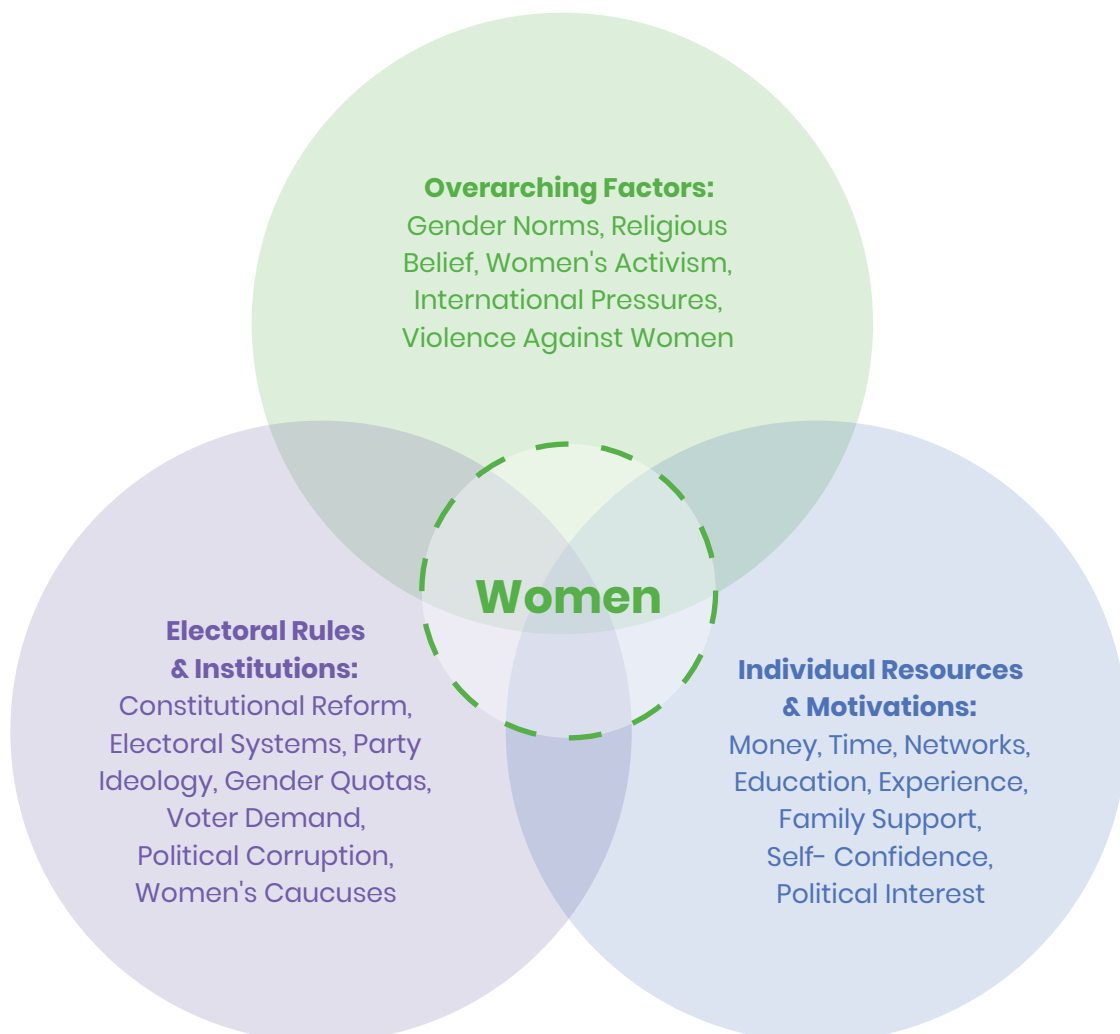 Overarching Factors:
Gender Norms, Religious
Belief, Women's Activism,
International Pressures,
Violence Against Women
Women
Electoral Rules
& Institutions:
Constitutional Reform,
Electoral Systems, Party
Ideology, Gender Quotas,
Voter Demand,
Political Corruption,
Women's Caucuses
Individual Resources
& Motivations:
Money, Time, Networks,
Education, Experience,
Family Support,
Self- Confidence,
Political Interest